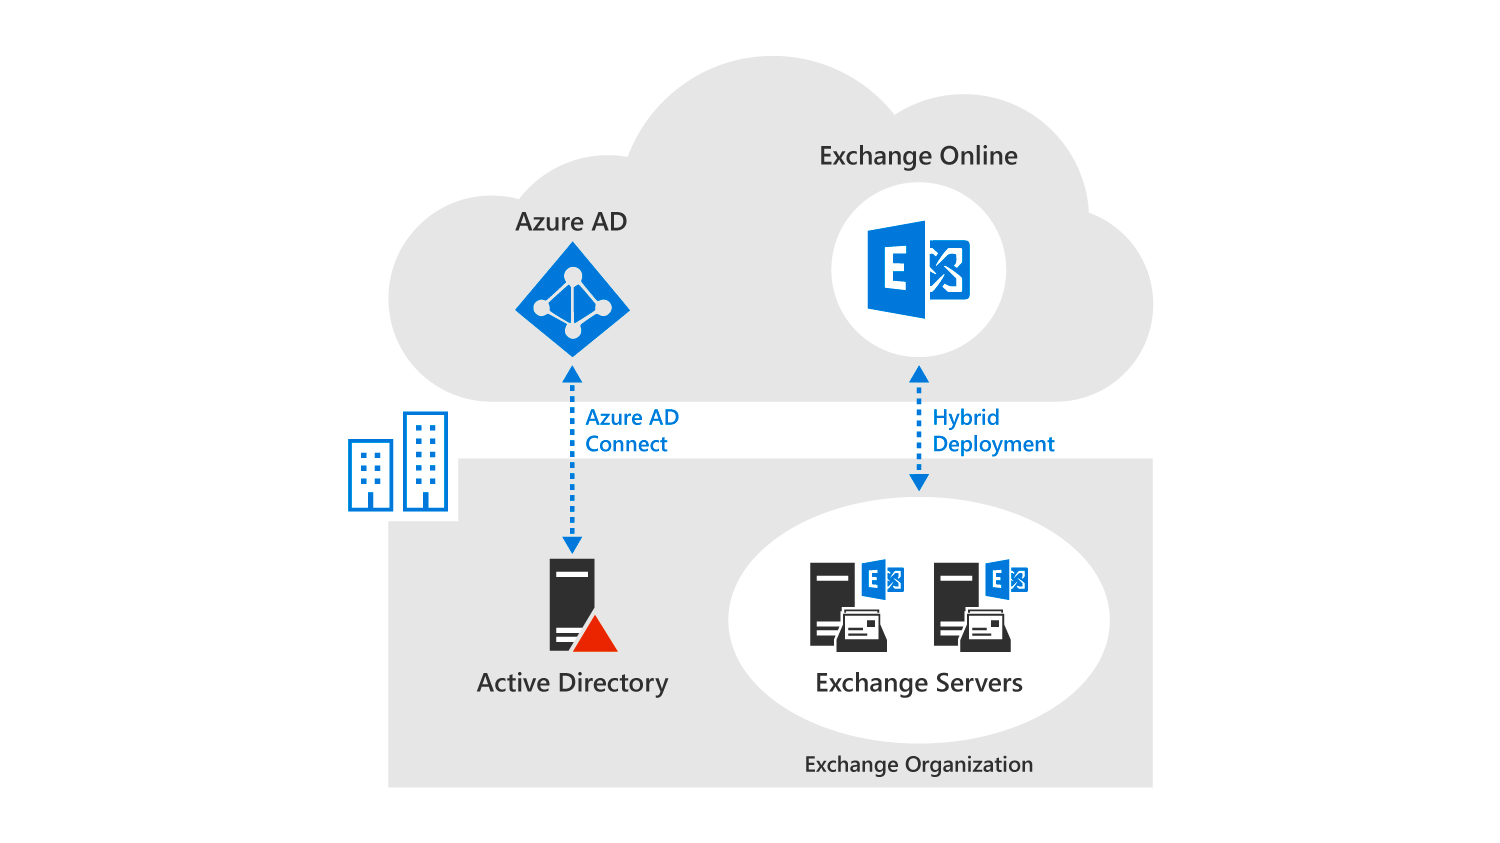 Exchange Online
Azure AD
E
Azure AD
Connect
Hybrid
Deployment
E
E
Active Directory
Exchange Servers
Exchange Organization